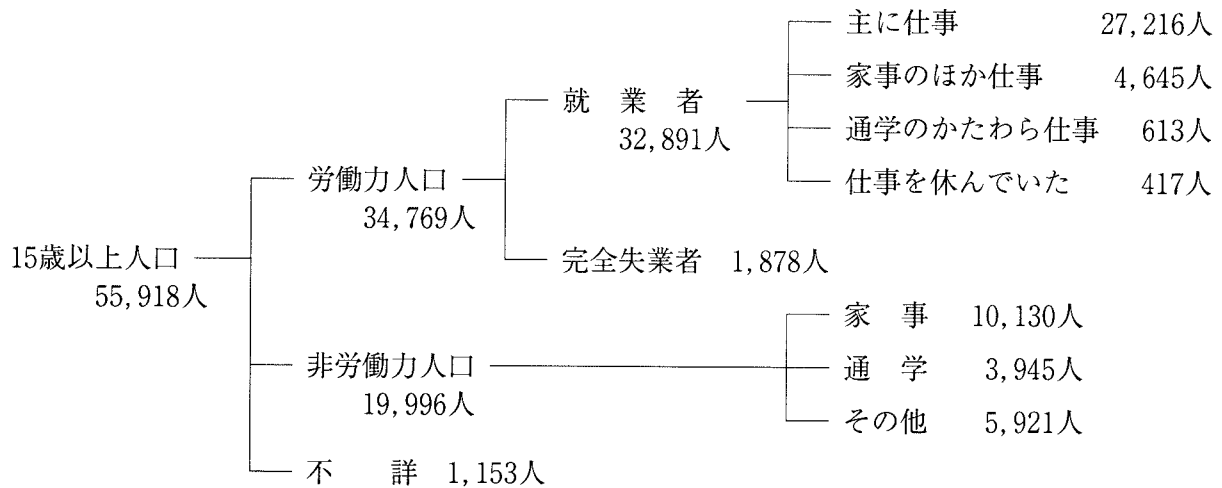 主に仕事 27,216人
家事のほか仕事 4,645人
就業者
32,891人
通学のかたわら仕事 613人
仕事を休んでいた 417人
労働力人口
34,769人
15歳以上人口
55,918人
完全失業者 1,878人
家事 10,130人
非労働力人口
19,996人
通学 3,945人
その他 5,921人
不詳 1,153人